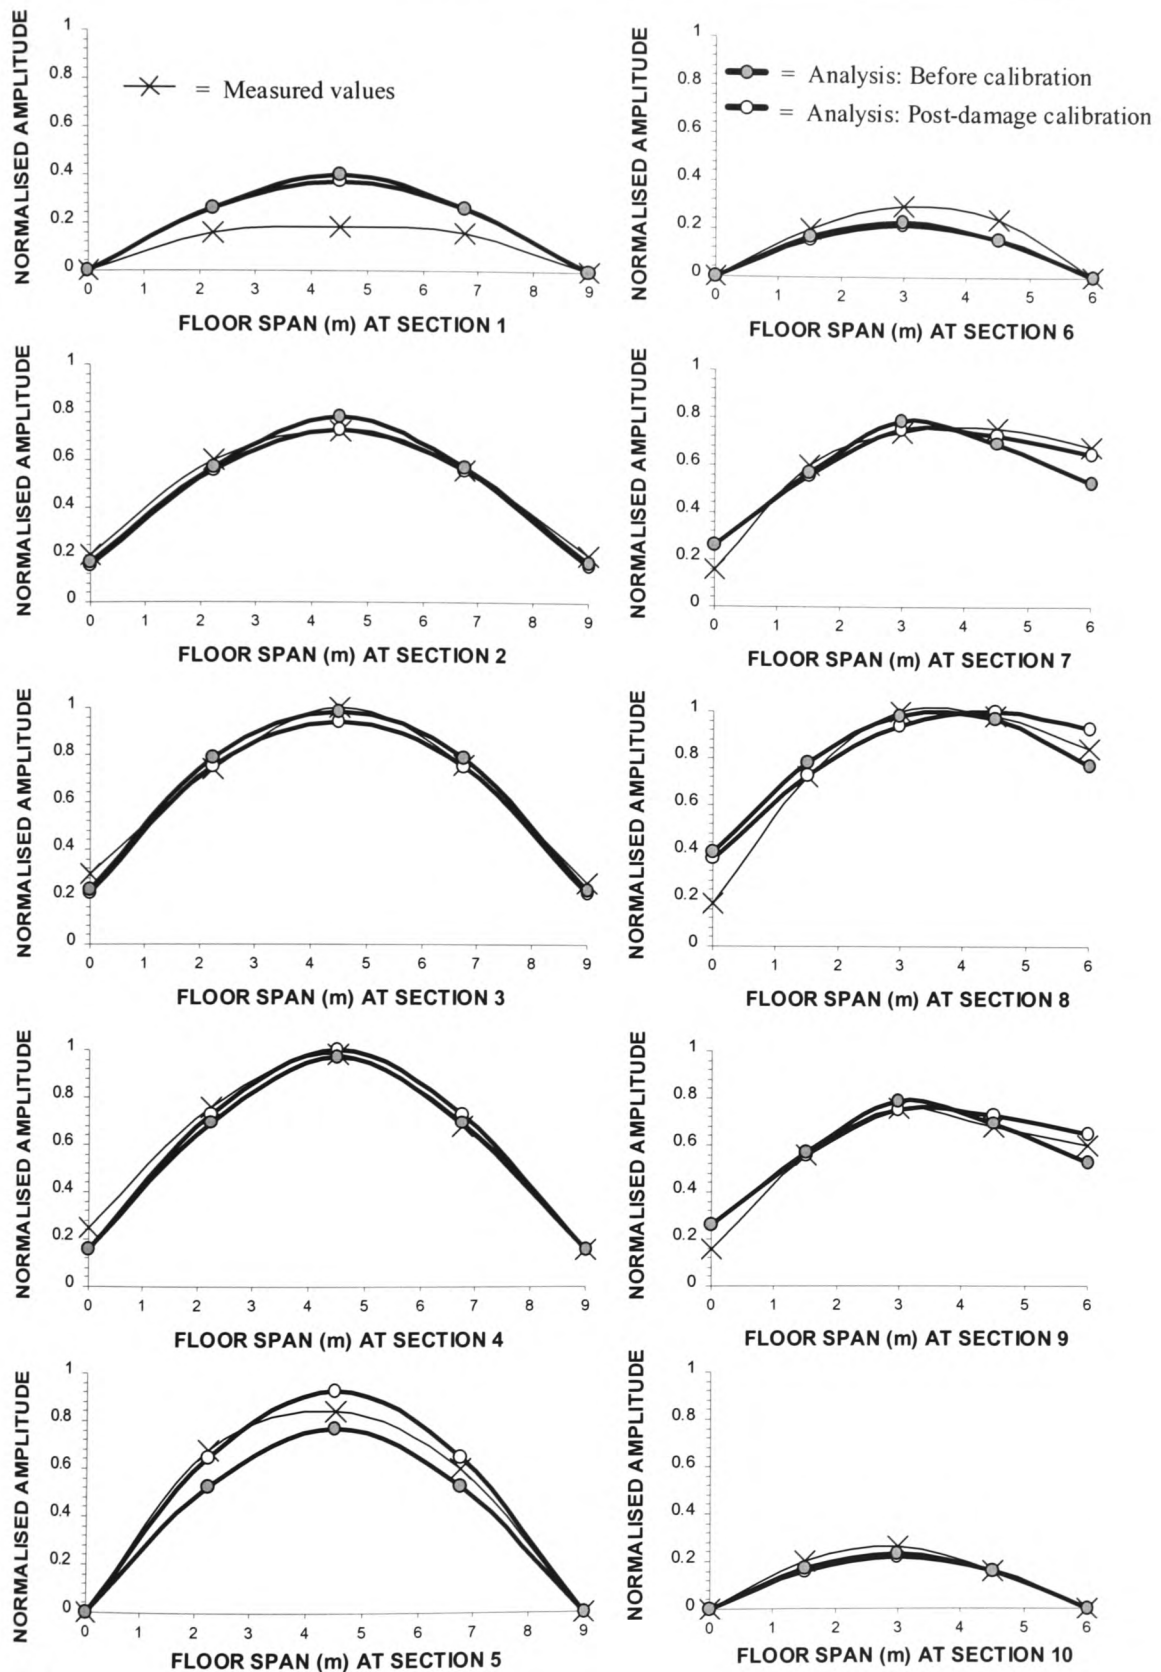 NORMALISED AMPLITUDE
1
0.8
0.6
0.4
0.2
0
= Measured values
0 1 2 3 4 5 6 7 8 9
FLOOR SPAN (m) AT SECTION 1
NORMALISED AMPLITUDE
1
0.8
0.6
0.4
0.2
0
= Analysis: Before calibration
= Analysis: Post-damage calibration
0 1 2 3 4 5 6
FLOOR SPAN (m) AT SECTION 6
NORMALISED AMPLITUDE
1
0.8
0.6
0.4
0.2
0
0 1 2 3 4 5 6 7 8 9
FLOOR SPAN (m) AT SECTION 2
NORMALISED AMPLITUDE
1
0.8
0.6
0.4
0.2
0
0 1 2 3 4 5 6
FLOOR SPAN (m) AT SECTION 7
NORMALISED AMPLITUDE
1
0.8
0.6
0.4
0.2
0
0 1 2 3 4 5 6 7 8 9
FLOOR SPAN (m) AT SECTION 3
NORMALISED AMPLITUDE
1
0.8
0.6
0.4
0.2
0
0 1 2 3 4 5 6
FLOOR SPAN (m) AT SECTION 8
NORMALISED AMPLITUDE
1
0.8
0.6
0.4
0.2
0
0 1 2 3 4 5 6 7 8 9
FLOOR SPAN (m) AT SECTION 4
NORMALISED AMPLITUDE
1
0.8
0.6
0.4
0.2
0
0 1 2 3 4 5 6
FLOOR SPAN (m) AT SECTION 9
NORMALISED AMPLITUDE
1
0.8
0.6
0.4
0.2
0
0 1 2 3 4 5 6 7 8 9
FLOOR SPAN (m) AT SECTION 5
NORMALISED AMPLITUDE
1
0.8
0.6
0.4
0.2
0
0 1 2 3 4 5 6
FLOOR SPAN (m) AT SECTION 10